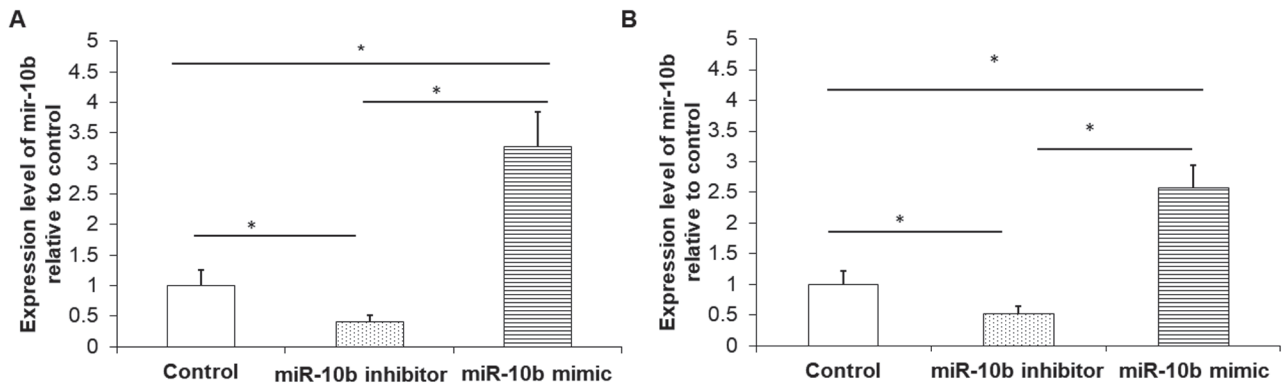 A
Expression level of mir-10b
relative to control
5
4.5
4
3.5
3
2.5
2
1.5
1
0.5
0
*
*
*
Control
miR-10b inhibitor
miR-10b mimic
B
Expression level of mir-10b
relative to control
5
4.5
4
3.5
3
2.5
2
1.5
1
0.5
0
*
*
*
Control
miR-10b inhibitor
miR-10b mimic